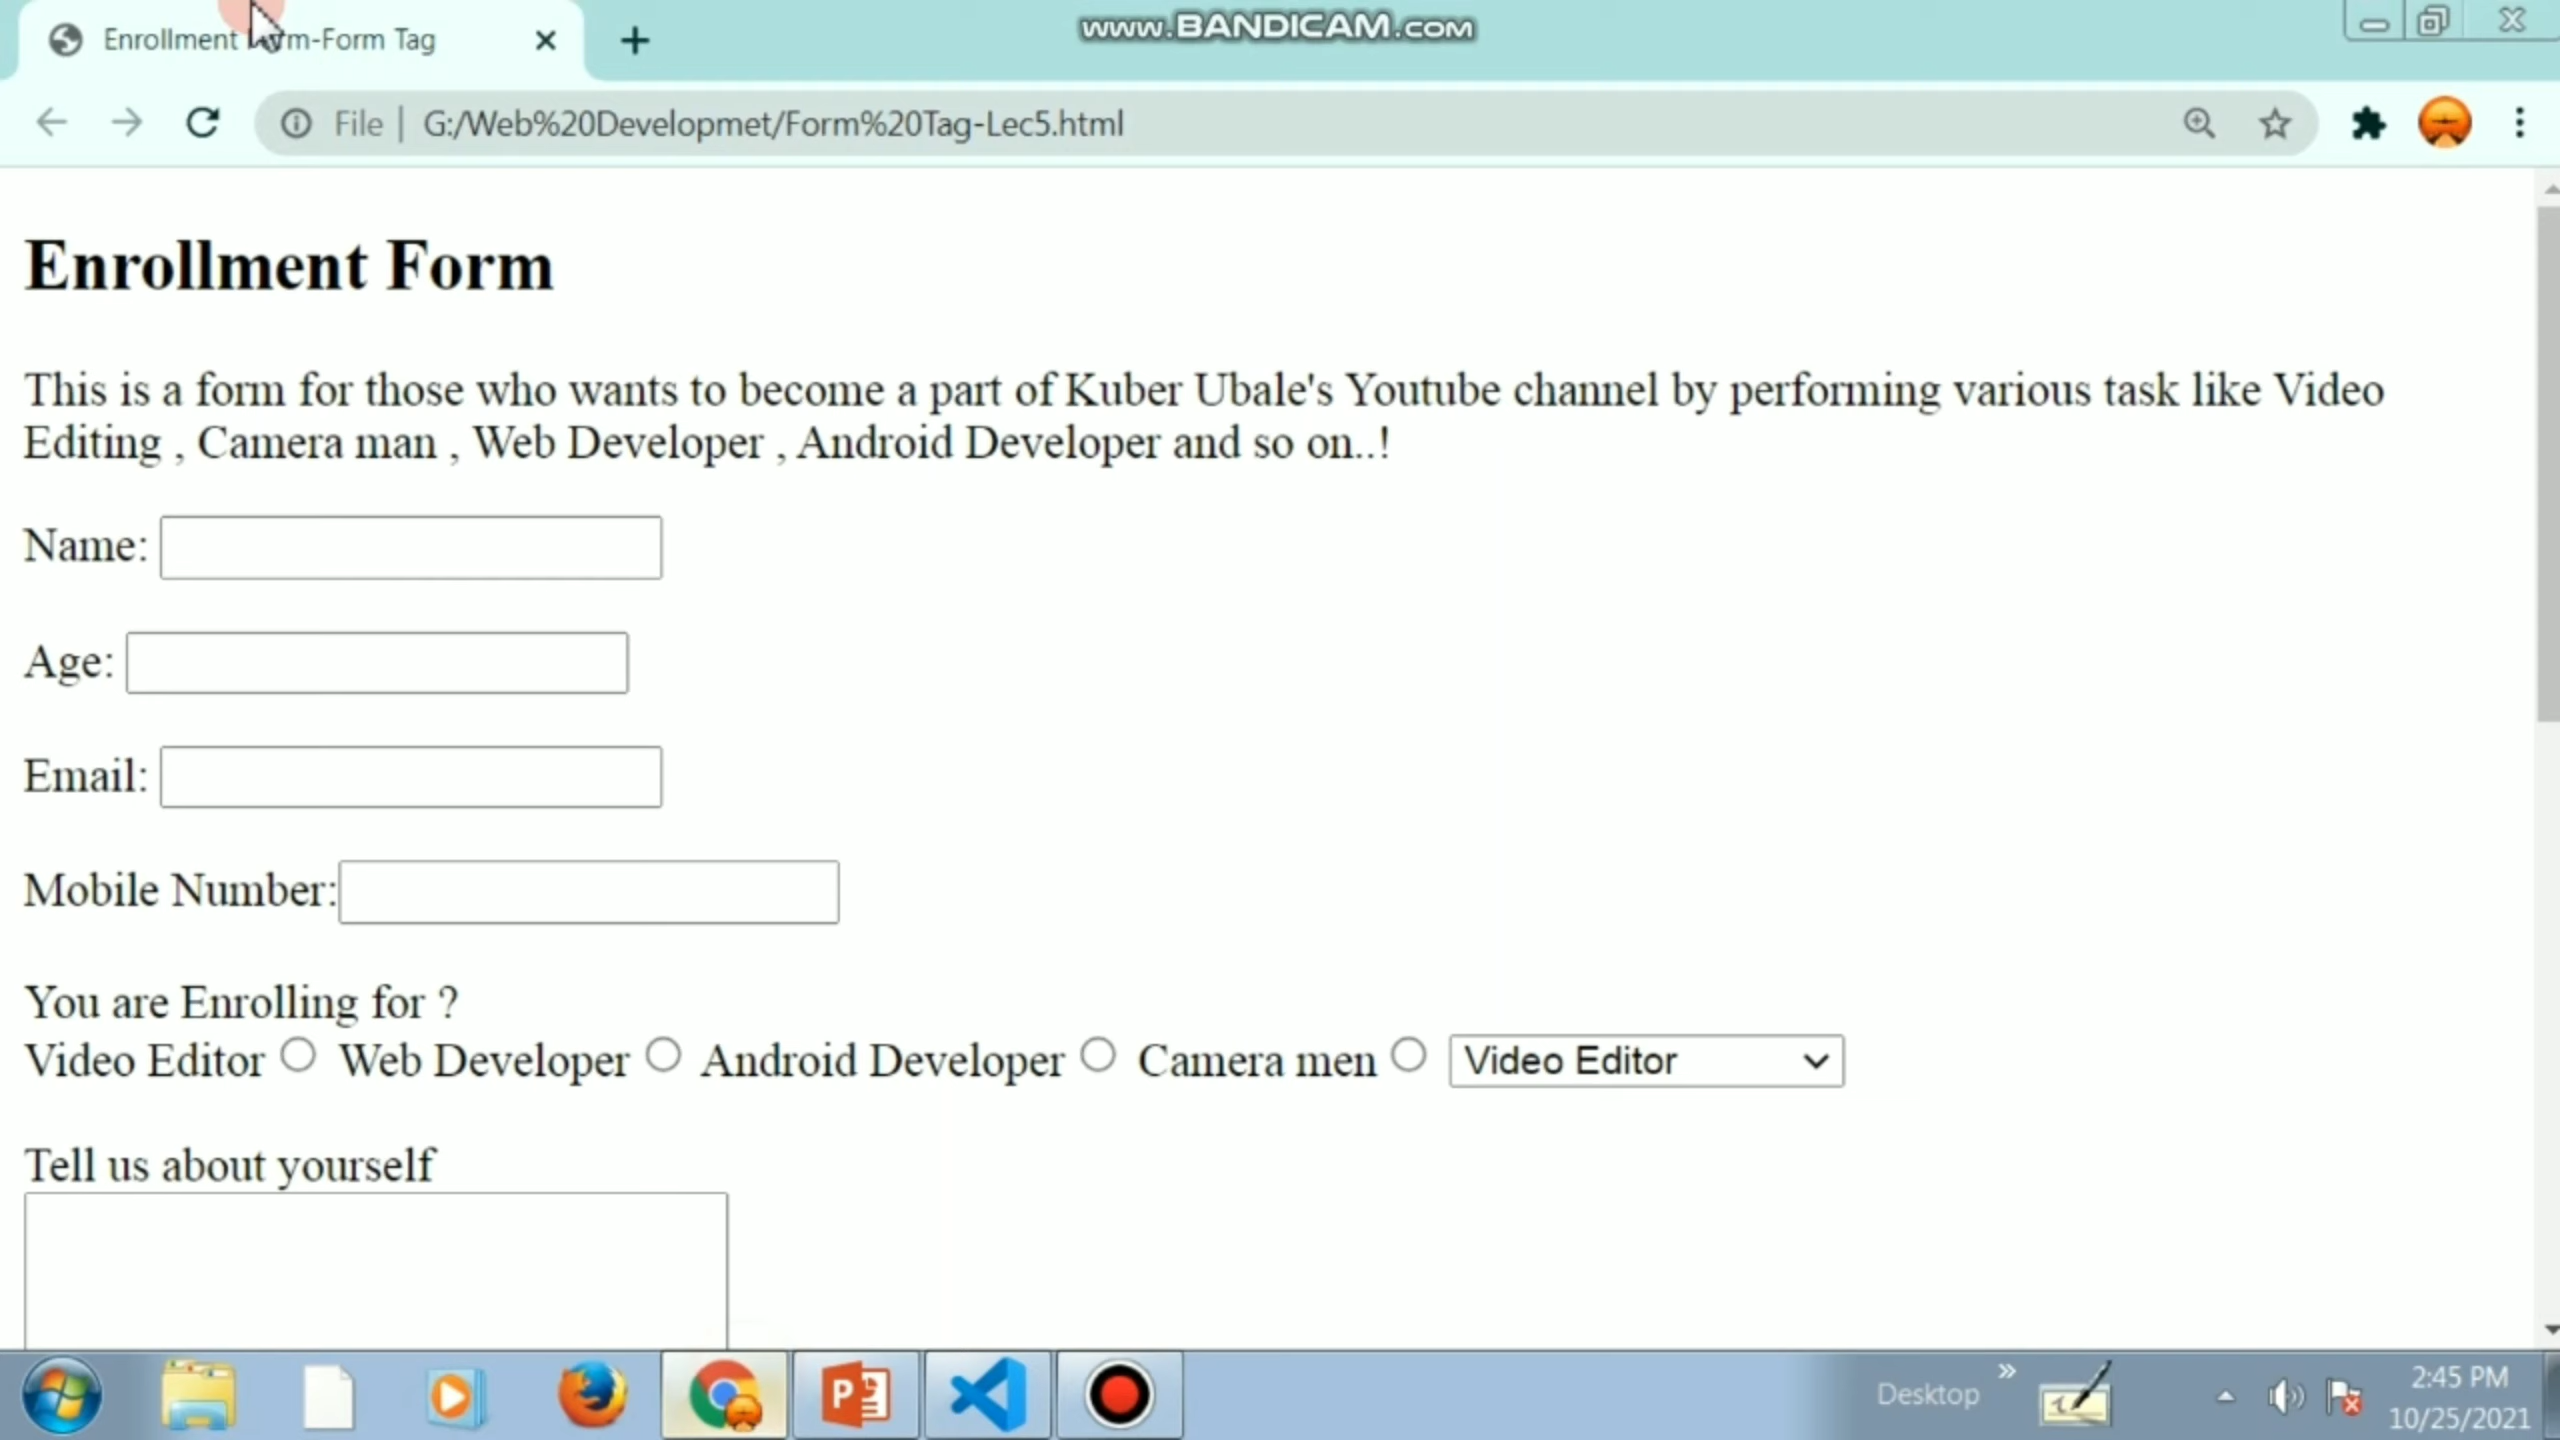 www.BANDICAM.com
Enrollment Form-Form Tag
File | G:/Web%20Developmet/Form%20Tag-Lec5.html
Enrollment Form
This is a form for those who wants to become a part of Kuber Ubale's Youtube channel by performing various task like Video
Editing , Camera man , Web Developer , Android Developer and so on..!
Name:
Age:
Email:
Mobile Number:
You are Enrolling for ?
Video Editor Web Developer Android Developer Camera men Video Editor
Tell us about yourself
Desktop »
2:45 PM
10/25/2021